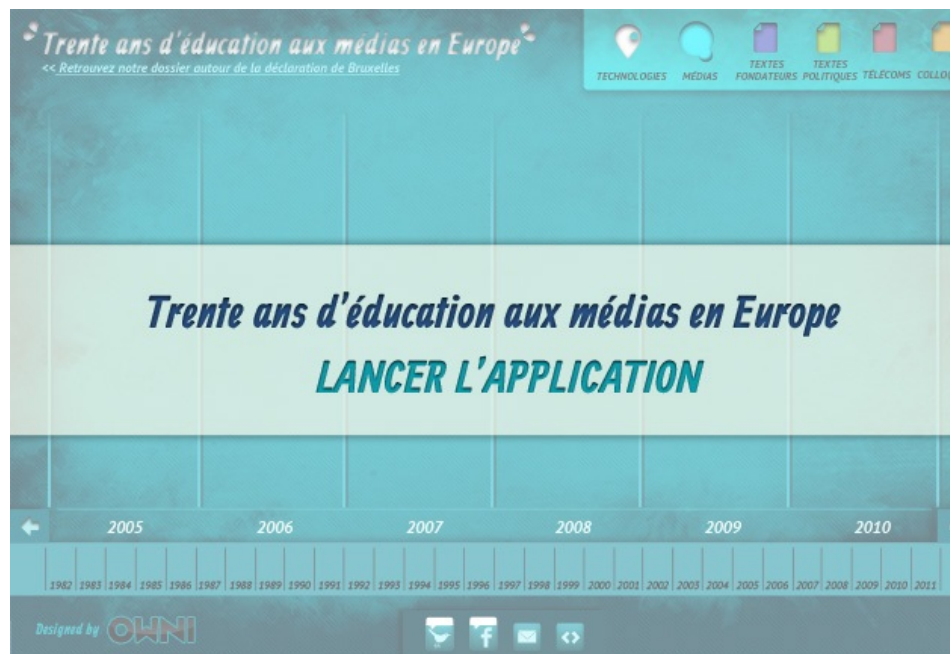 Trente ans d'éducation aux médias en Europe
<< Retrouvez notre dossier autour de la déclaration de Bruxelles
TECHNOLOGIES MÉDIAS TEXTES FONDATEURS TEXTES POLITIQUES TÉLÉCOMS
Trente ans d'éducation aux médias en Europe
LANCER L'APPLICATION
2005 2006 2007 2008 2009 2010
1982 1983 1984 1985 1986 1987 1988 1989 1990 1991 1992 1993 1994 1995 1996 1997 1998 1999 2000 2001 2002 2003 2004 2005 2006 2007 2008 2009 2010 2011
Designed by OWNI